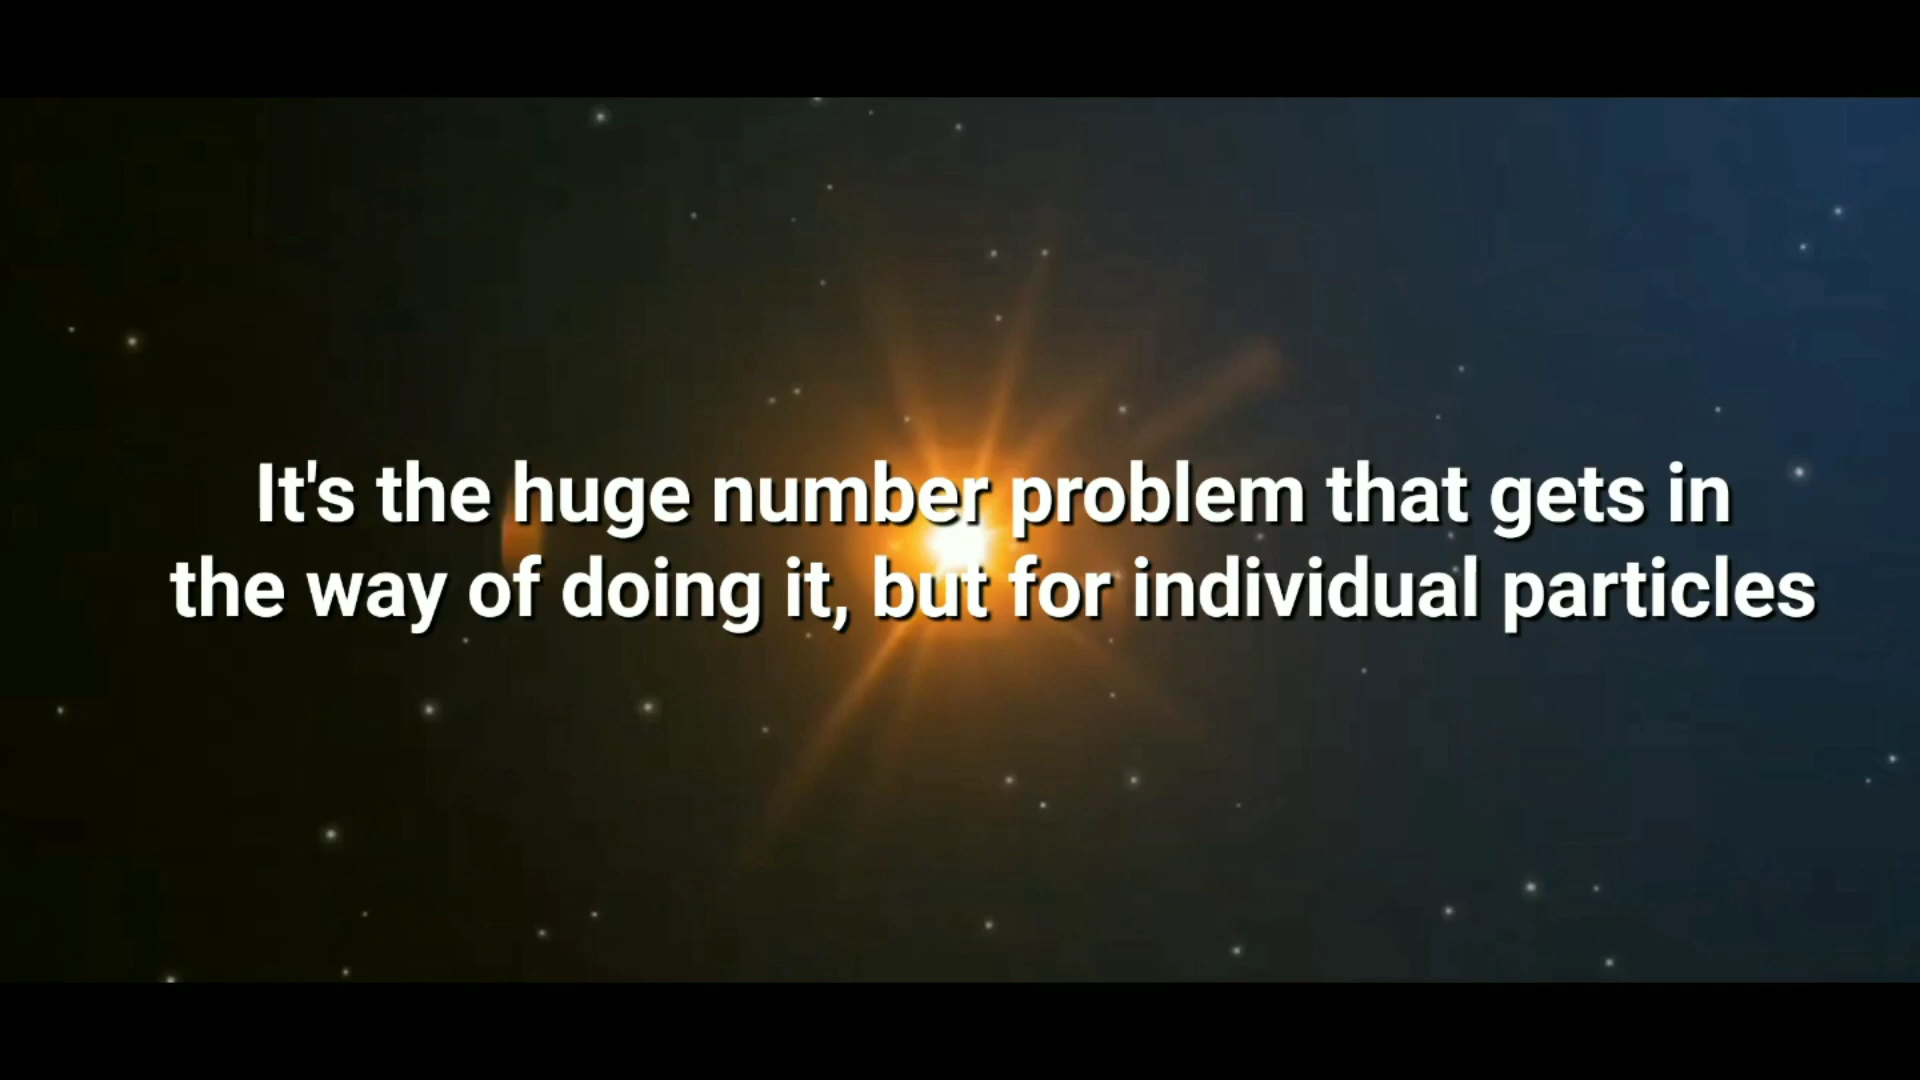 It's the huge number problem that gets in
the way of doing it, but for individual particles